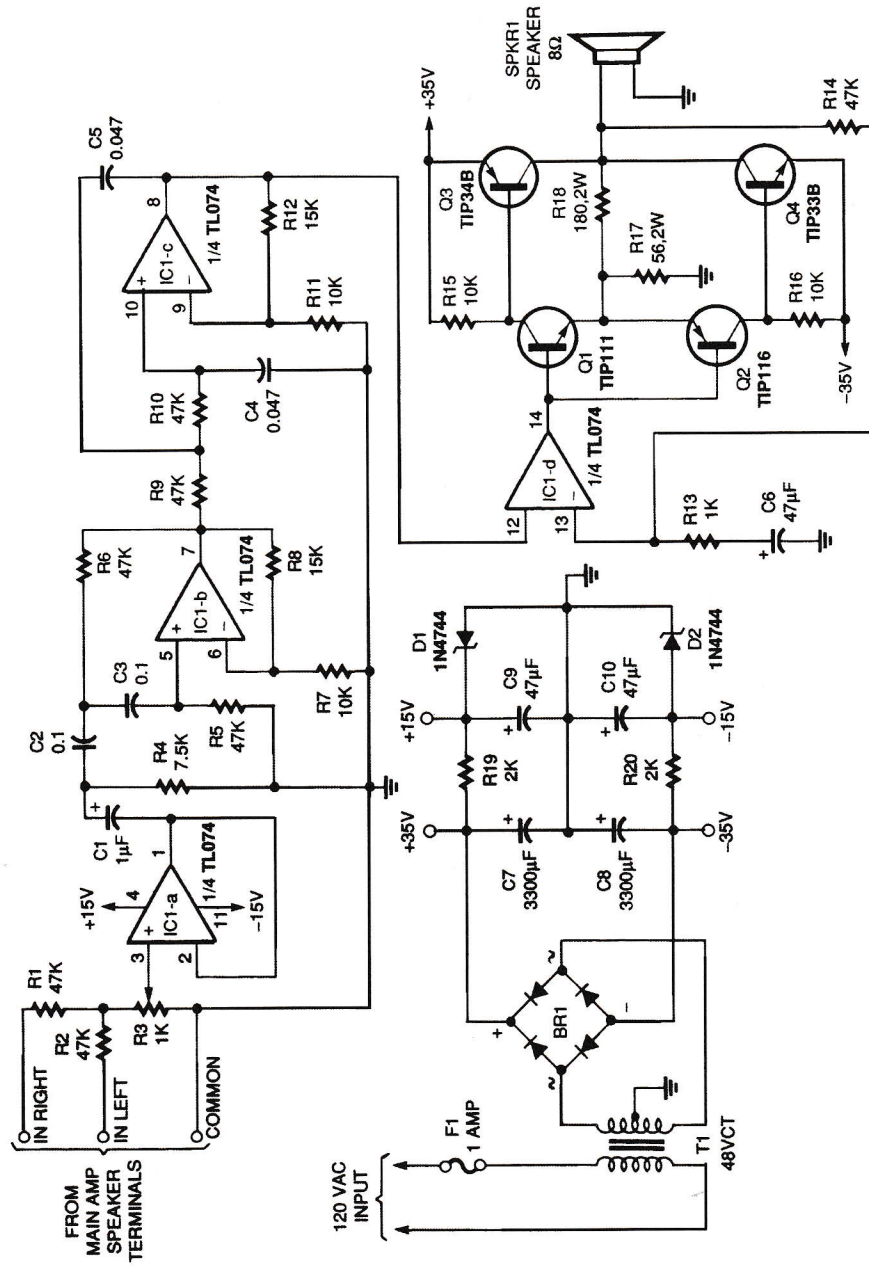 FROM
MAIN AMP
SPEAKER
TERMINALS
IN RIGHT
IN LEFT
COMMON
R1
47K
R2
47K
R3
1K
+15V
4
3
+
IC1-a
2
11
1
1/4 TL074
−15V
C1
1µF
+
C2
0.1
C3
0.1
R4
7.5K
R5
47K
R6
47K
5
+
IC1-b
6
−
7
1/4 TL074
R8
15K
R7
10K
R9
47K
R10
47K
C4
0.047
C5
0.047
10
+
IC1-c
9
−
8
1/4 TL074
R12
15K
R11
10K
120 VAC
INPUT
F1
1 AMP
T1
48VCT
~
~
+
−
BR1
+35V
+15V
C7
3300µF
+
C8
3300µF
+
R19
2K
R20
2K
C9
47µF
+
C10
47µF
+
D1
1N4744
D2
1N4744
−35V
−15V
12
13
−
IC1-d
14
1/4 TL074
R13
1K
C6
47µF
+
+35V
R15
10K
Q1
TIP111
Q2
TIP116
R16
10K
−35V
Q3
TIP34B
Q4
TIP33B
R18
180,2W
R17
56,2W
SPKR1
SPEAKER
8Ω
R14
47K